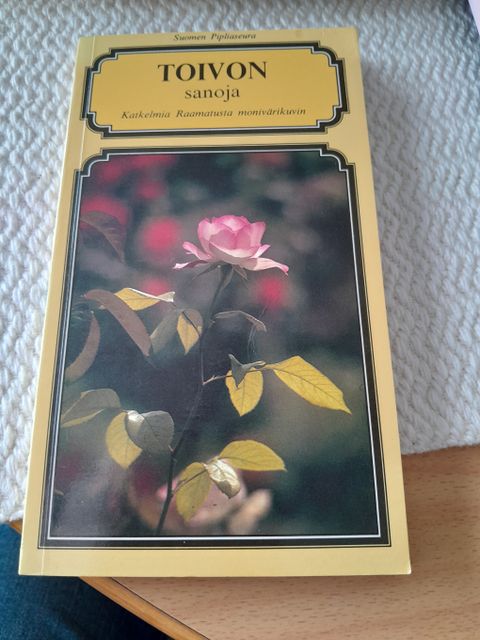 Suomen Pipliaseura
TOIVON
sanoja
Katkelmia Raamatusta monivärikuvin